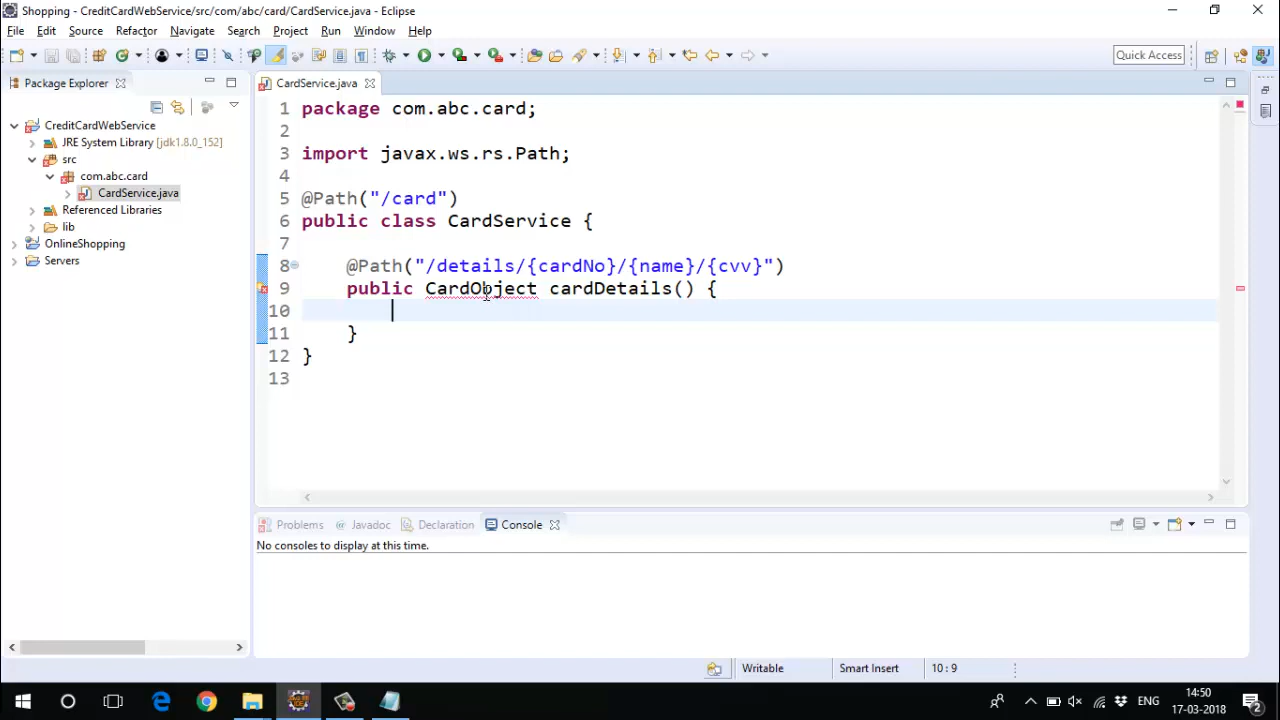 Shopping - CreditCardWebService/src/com/abc/card/CardService.java - Eclipse
File Edit Source Refactor Navigate Search Project Run Window Help
Quick Access
Package Explorer
CreditCardWebService
JRE System Library [jdk1.8.0_152]
src
com.abc.card
CardService.java
Referenced Libraries
lib
OnlineShopping
Servers
CardService.java
1 package com.abc.card;
2
3 import javax.ws.rs.Path;
4
5 @Path("/card")
6 public class CardService {
7
8 @Path("/details/{cardNo}/{name}/{cvv}")
9 public CardObject cardDetails() {
10
11 }
12 }
13
Problems Javadoc Declaration Console
No consoles to display at this time.
Writable Smart Insert 10 : 9
ENG 14:50
17-03-2018 2